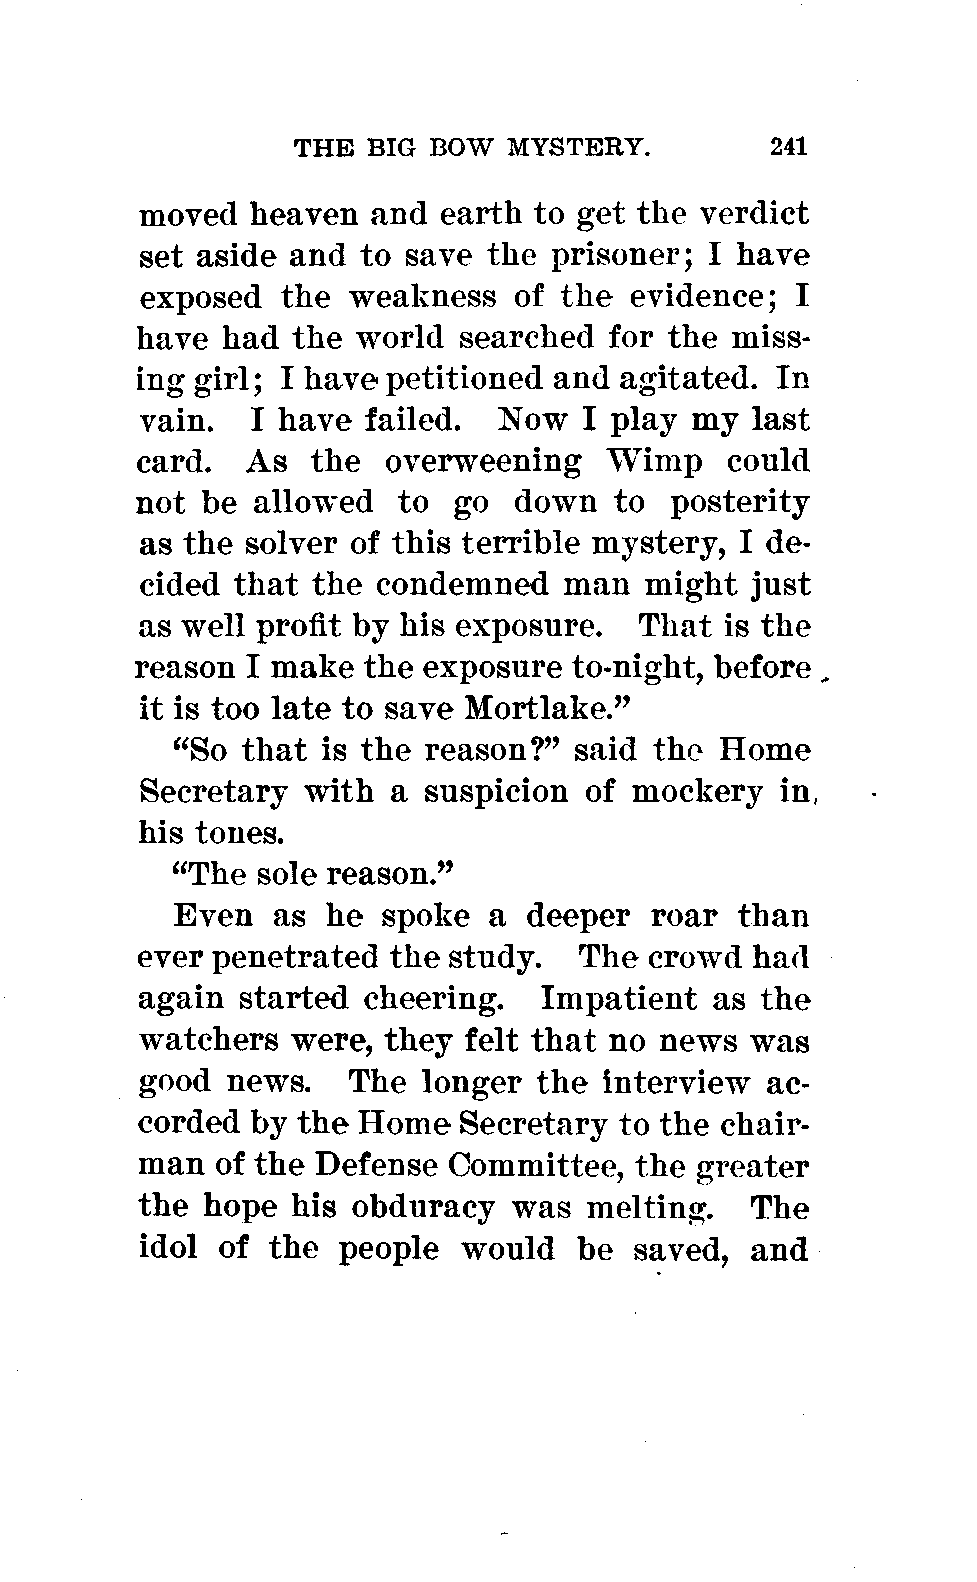 THE BIG BOW MYSTERY. 241
moved heaven and earth to get the verdict
set aside and to save the prisoner; I have
exposed the weakness of the evidence; I
have had the world searched for the miss-
ing girl; I have petitioned and agitated. In
vain. I have failed. Now I play my last
card. As the overweening Wimp could
not be allowed to go down to posterity
as the solver of this terrible mystery, I de-
cided that the condemned man might just
as well profit by his exposure. That is the
reason I make the exposure to-night, before
it is too late to save Mortlake.”
“So that is the reason?” said the Home
Secretary with a suspicion of mockery in
his tones.
“The sole reason.”
Even as he spoke a deeper roar than
ever penetrated the study. The crowd had
again started cheering. Impatient as the
watchers were, they felt that no news was
good news. The longer the interview ac-
corded by the Home Secretary to the chair-
man of the Defense Committee, the greater
the hope his obduracy was melting. The
idol of the people would be saved, and